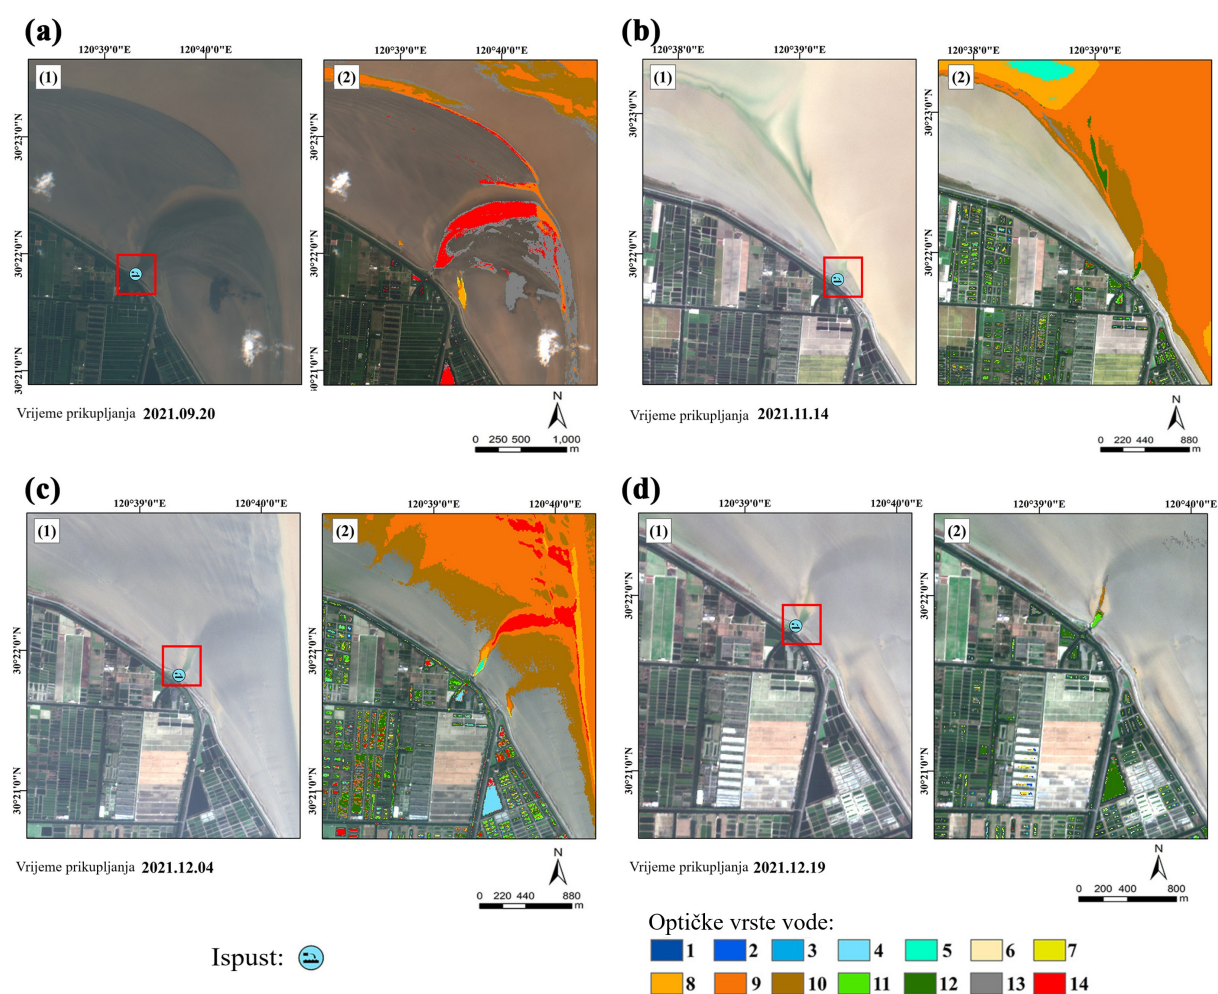 (a)
120°39'0"E 120°40'0"E 120°39'0"E 120°40'0"E
(1) (2)
30°23'0"N 30°22'0"N 30°21'0"N
30°23'0"N 30°22'0"N 30°21'0"N
Vrijeme prikupljanja 2021.09.20
N
0 250 500 1,000
m
(b)
120°38'0"E 120°39'0"E 120°38'0"E 120°39'0"E
(1) (2)
30°23'0"N 30°22'0"N 30°21'0"N
30°23'0"N 30°22'0"N 30°21'0"N
Vrijeme prikupljanja 2021.11.14
N
0 220 440 880
m
(c)
120°39'0"E 120°40'0"E 120°39'0"E 120°40'0"E
(1) (2)
30°22'0"N 30°21'0"N
30°22'0"N 30°21'0"N
Vrijeme prikupljanja 2021.12.04
N
0 220 440 880
m
(d)
120°39'0"E 120°40'0"E 120°39'0"E 120°40'0"E
(1) (2)
30°22'0"N 30°21'0"N
30°22'0"N 30°21'0"N
Vrijeme prikupljanja 2021.12.19
N
0 200 400 800
m
Ispust:
Optičke vrste vode:
1 2 3 4 5 6 7
8 9 10 11 12 13 14